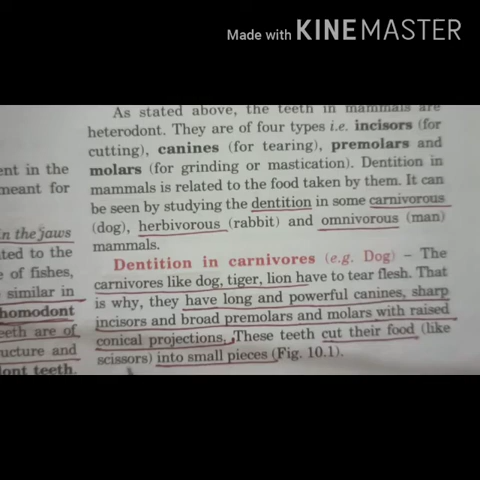 Made with KINEMASTER
As stated above, the teeth in mammals are
heterodont. They are of four types i.e. incisors (for
cutting), canines (for tearing), premolars and
molars (for grinding or mastication). Dentition in
mammals is related to the food taken by them. It can
be seen by studying the dentition in some carnivorous
(dog), herbivorous (rabbit) and omnivorous (man)
mammals.
Dentition in carnivores (e.g. Dog) – The
carnivores like dog, tiger, lion have to tear flesh. That
is why, they have long and powerful canines, sharp
incisors and broad premolars and molars with raised
conical projections. These teeth cut their food (like
scissors) into small pieces (Fig. 10.1).
in the
meant for
in the jaws
to the
of fishes,
similar in
homodont
are of
and
teeth.